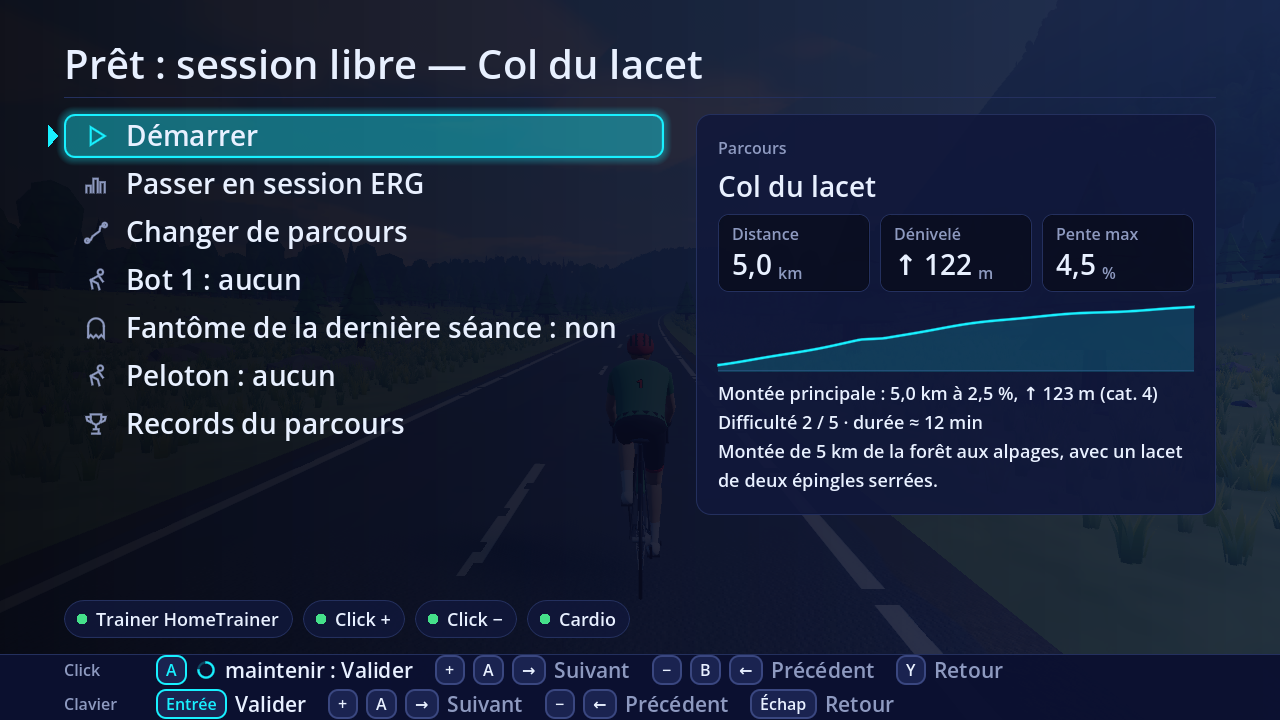 Prêt : session libre — Col du lacet
Démarrer
Passer en session ERG
Changer de parcours
Bot 1 : aucun
Fantôme de la dernière séance : non
Peloton : aucun
Records du parcours
Parcours
Col du lacet
Distance
5,0 km
Dénivelé
↑ 122 m
Pente max
4,5 %
Montée principale : 5,0 km à 2,5 %, ↑ 123 m (cat. 4)
Difficulté 2 / 5 · durée ≈ 12 min
Montée de 5 km de la forêt aux alpages, avec un lacet
de deux épingles serrées.
Trainer HomeTrainer
Click +
Click −
Cardio
Click A maintenir : Valider + A → Suivant − B ← Précédent Y Retour
Clavier Entrée Valider + A → Suivant − ← Précédent Échap Retour